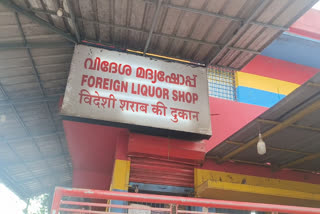 വിദേശ മദ്യഷോപ്പ്
FOREIGN LIQUOR SHOP
विदेशी शराब की दुकान